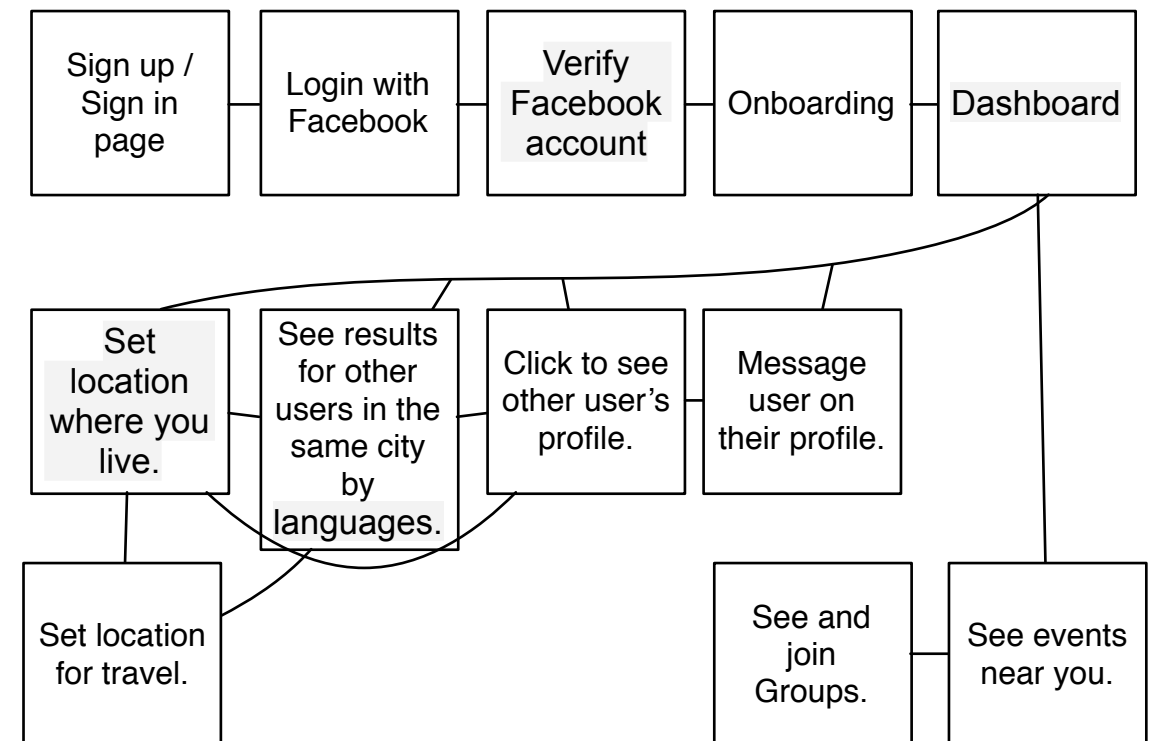 Sign up /
Sign in
page
Login with
Facebook
Verify
Facebook
account
Onboarding
Dashboard
Set
location
where you
live.
See results
for other
users in the
same city
by
languages.
Click to see
other user's
profile.
Message
user on
their profile.
Set location
for travel.
See and
join
Groups.
See events
near you.